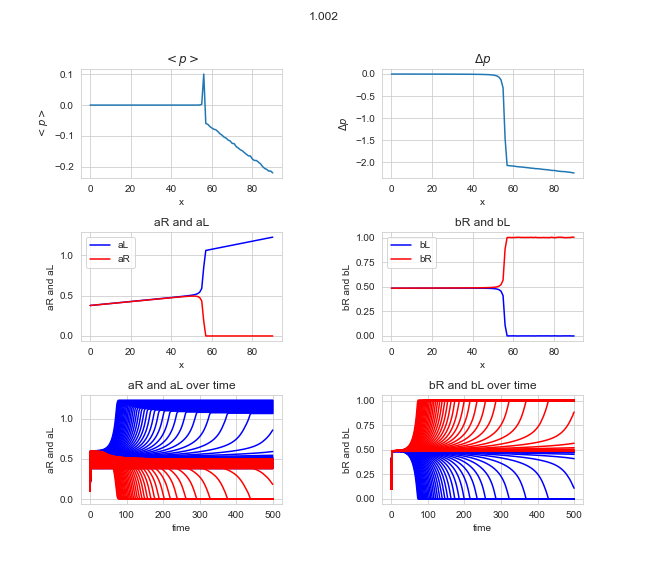 1.002
< p >
Δp
< p >
0.1
0.0
−0.1
−0.2
0 20 40 60 80
x
Δp
0.0
−0.5
−1.0
−1.5
−2.0
0 20 40 60 80
x
aR and aL
bR and bL
aR and aL
1.0
0.5
0.0
aL
aR
0 20 40 60 80
x
bR and bL
1.00
0.75
0.50
0.25
0.00
bL
bR
0 20 40 60 80
x
aR and aL over time
bR and bL over time
aR and aL
1.0
0.5
0.0
0 100 200 300 400 500
time
bR and bL
1.00
0.75
0.50
0.25
0.00
0 100 200 300 400 500
time